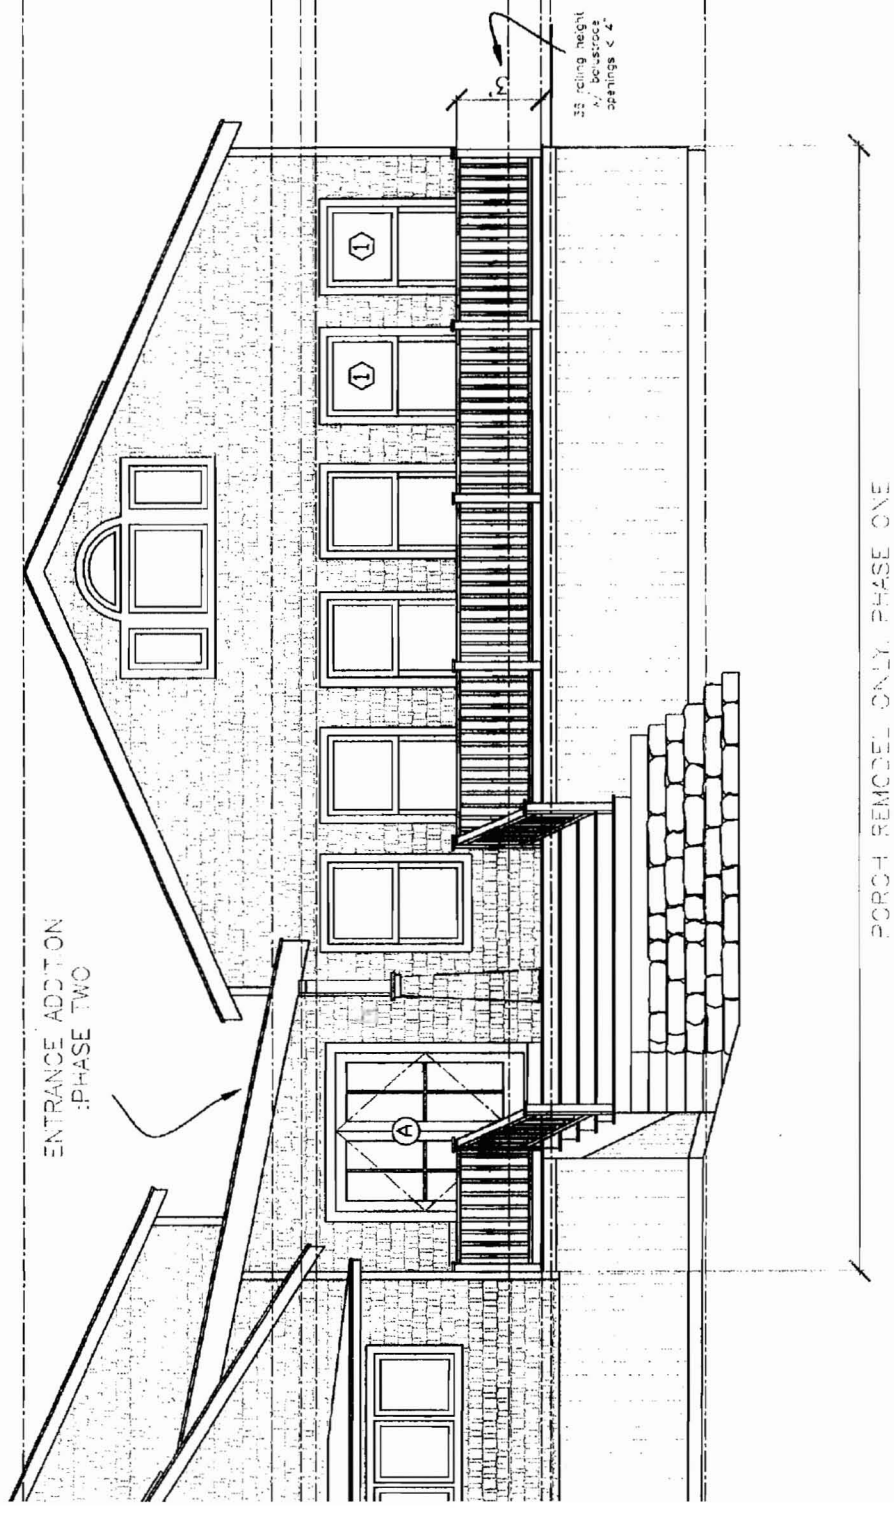 36 railing height
w/ balustrade
openings < 4"
3'
1
1
ENTRANCE ADDITION
:PHASE TWO
A
PORCH REMODEL ONLY, PHASE ONE